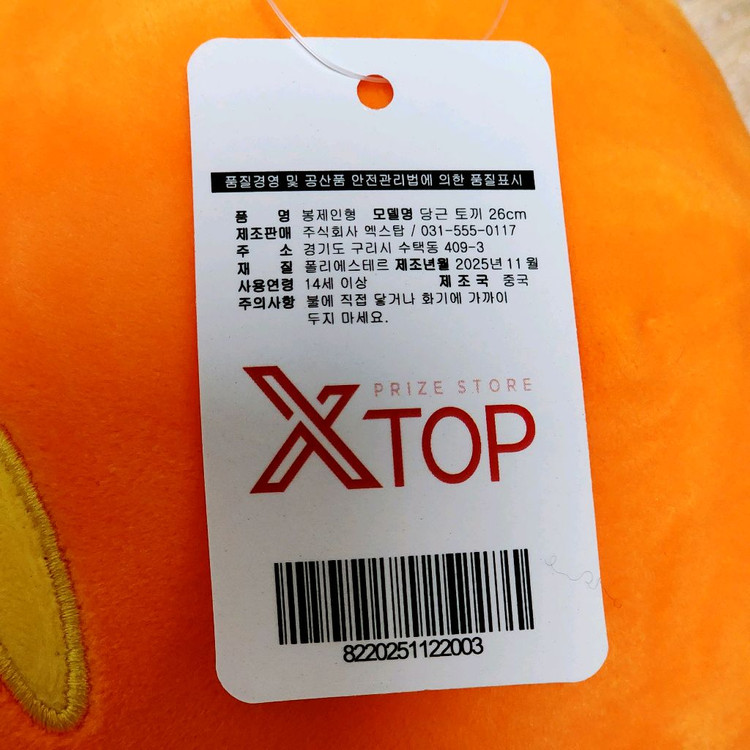 품질경영 및 공산품 안전관리법에 의한 품질표시
품 명 봉제인형 모델명 당근 토끼 26cm
제조판매 주식회사 엑스탑 / 031-555-0117
주 소 경기도 구리시 수택동 409-3
재 질 폴리에스테르 제조년월 2025년 11월
사용연령 14세 이상 제조국 중국
주의사항 불에 직접 닿거나 화기에 가까이
두지 마세요.
PRIZE STORE
XTOP
8220251122003